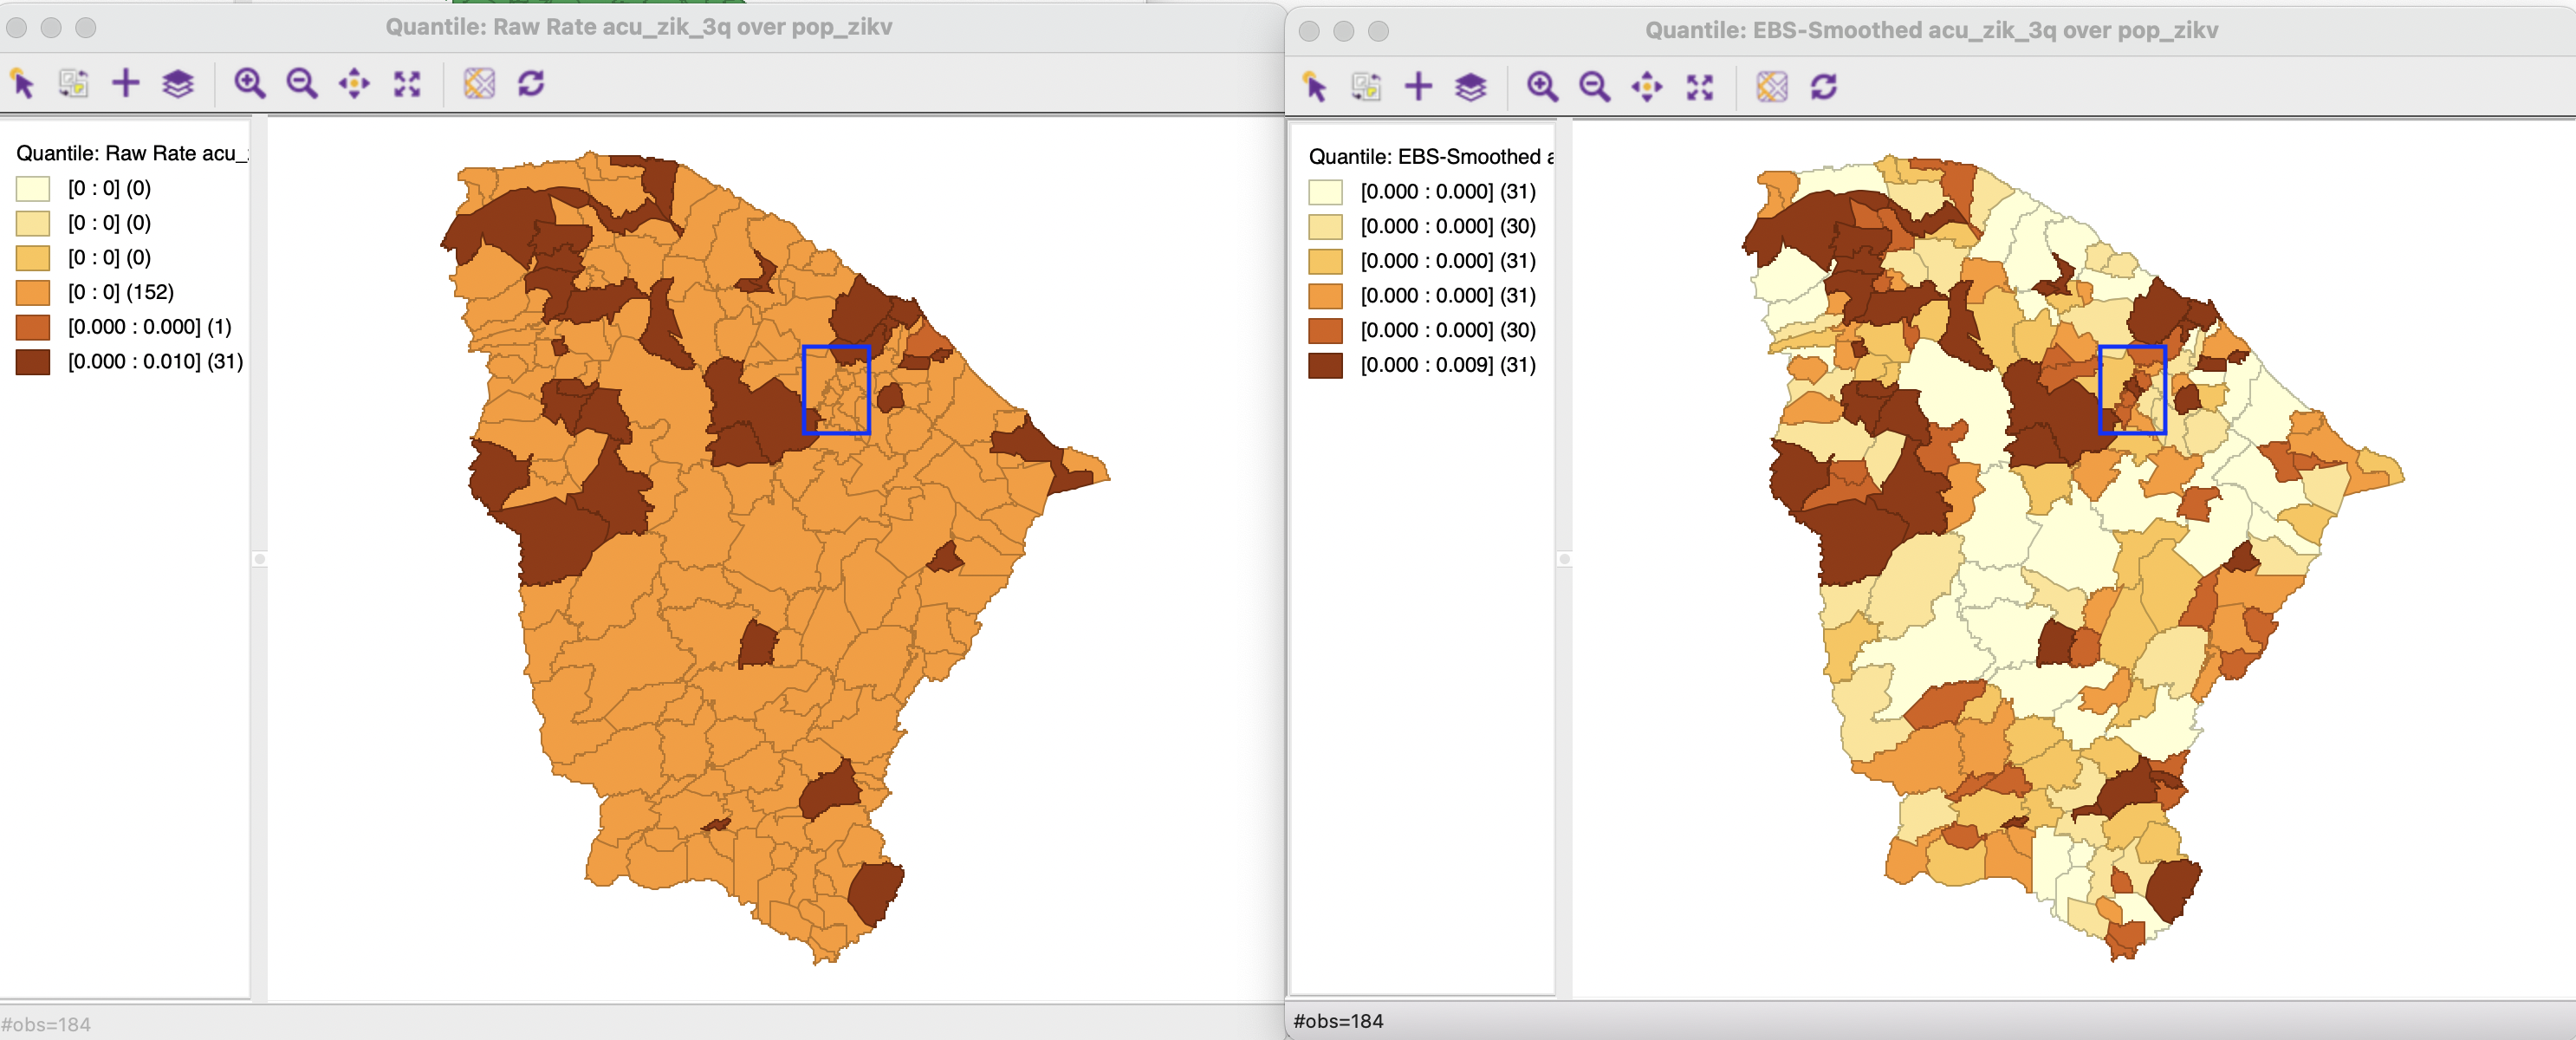 Quantile: Raw Rate acu_zik_3q over pop_zikv
Quantile: Raw Rate acu_
[0 : 0] (0)
[0 : 0] (0)
[0 : 0] (0)
[0 : 0] (152)
[0.000 : 0.000] (1)
[0.000 : 0.010] (31)
#obs=184
Quantile: EBS-Smoothed acu_zik_3q over pop_zikv
Quantile: EBS-Smoothed a
[0.000 : 0.000] (31)
[0.000 : 0.000] (30)
[0.000 : 0.000] (31)
[0.000 : 0.000] (31)
[0.000 : 0.000] (30)
[0.000 : 0.009] (31)
#obs=184